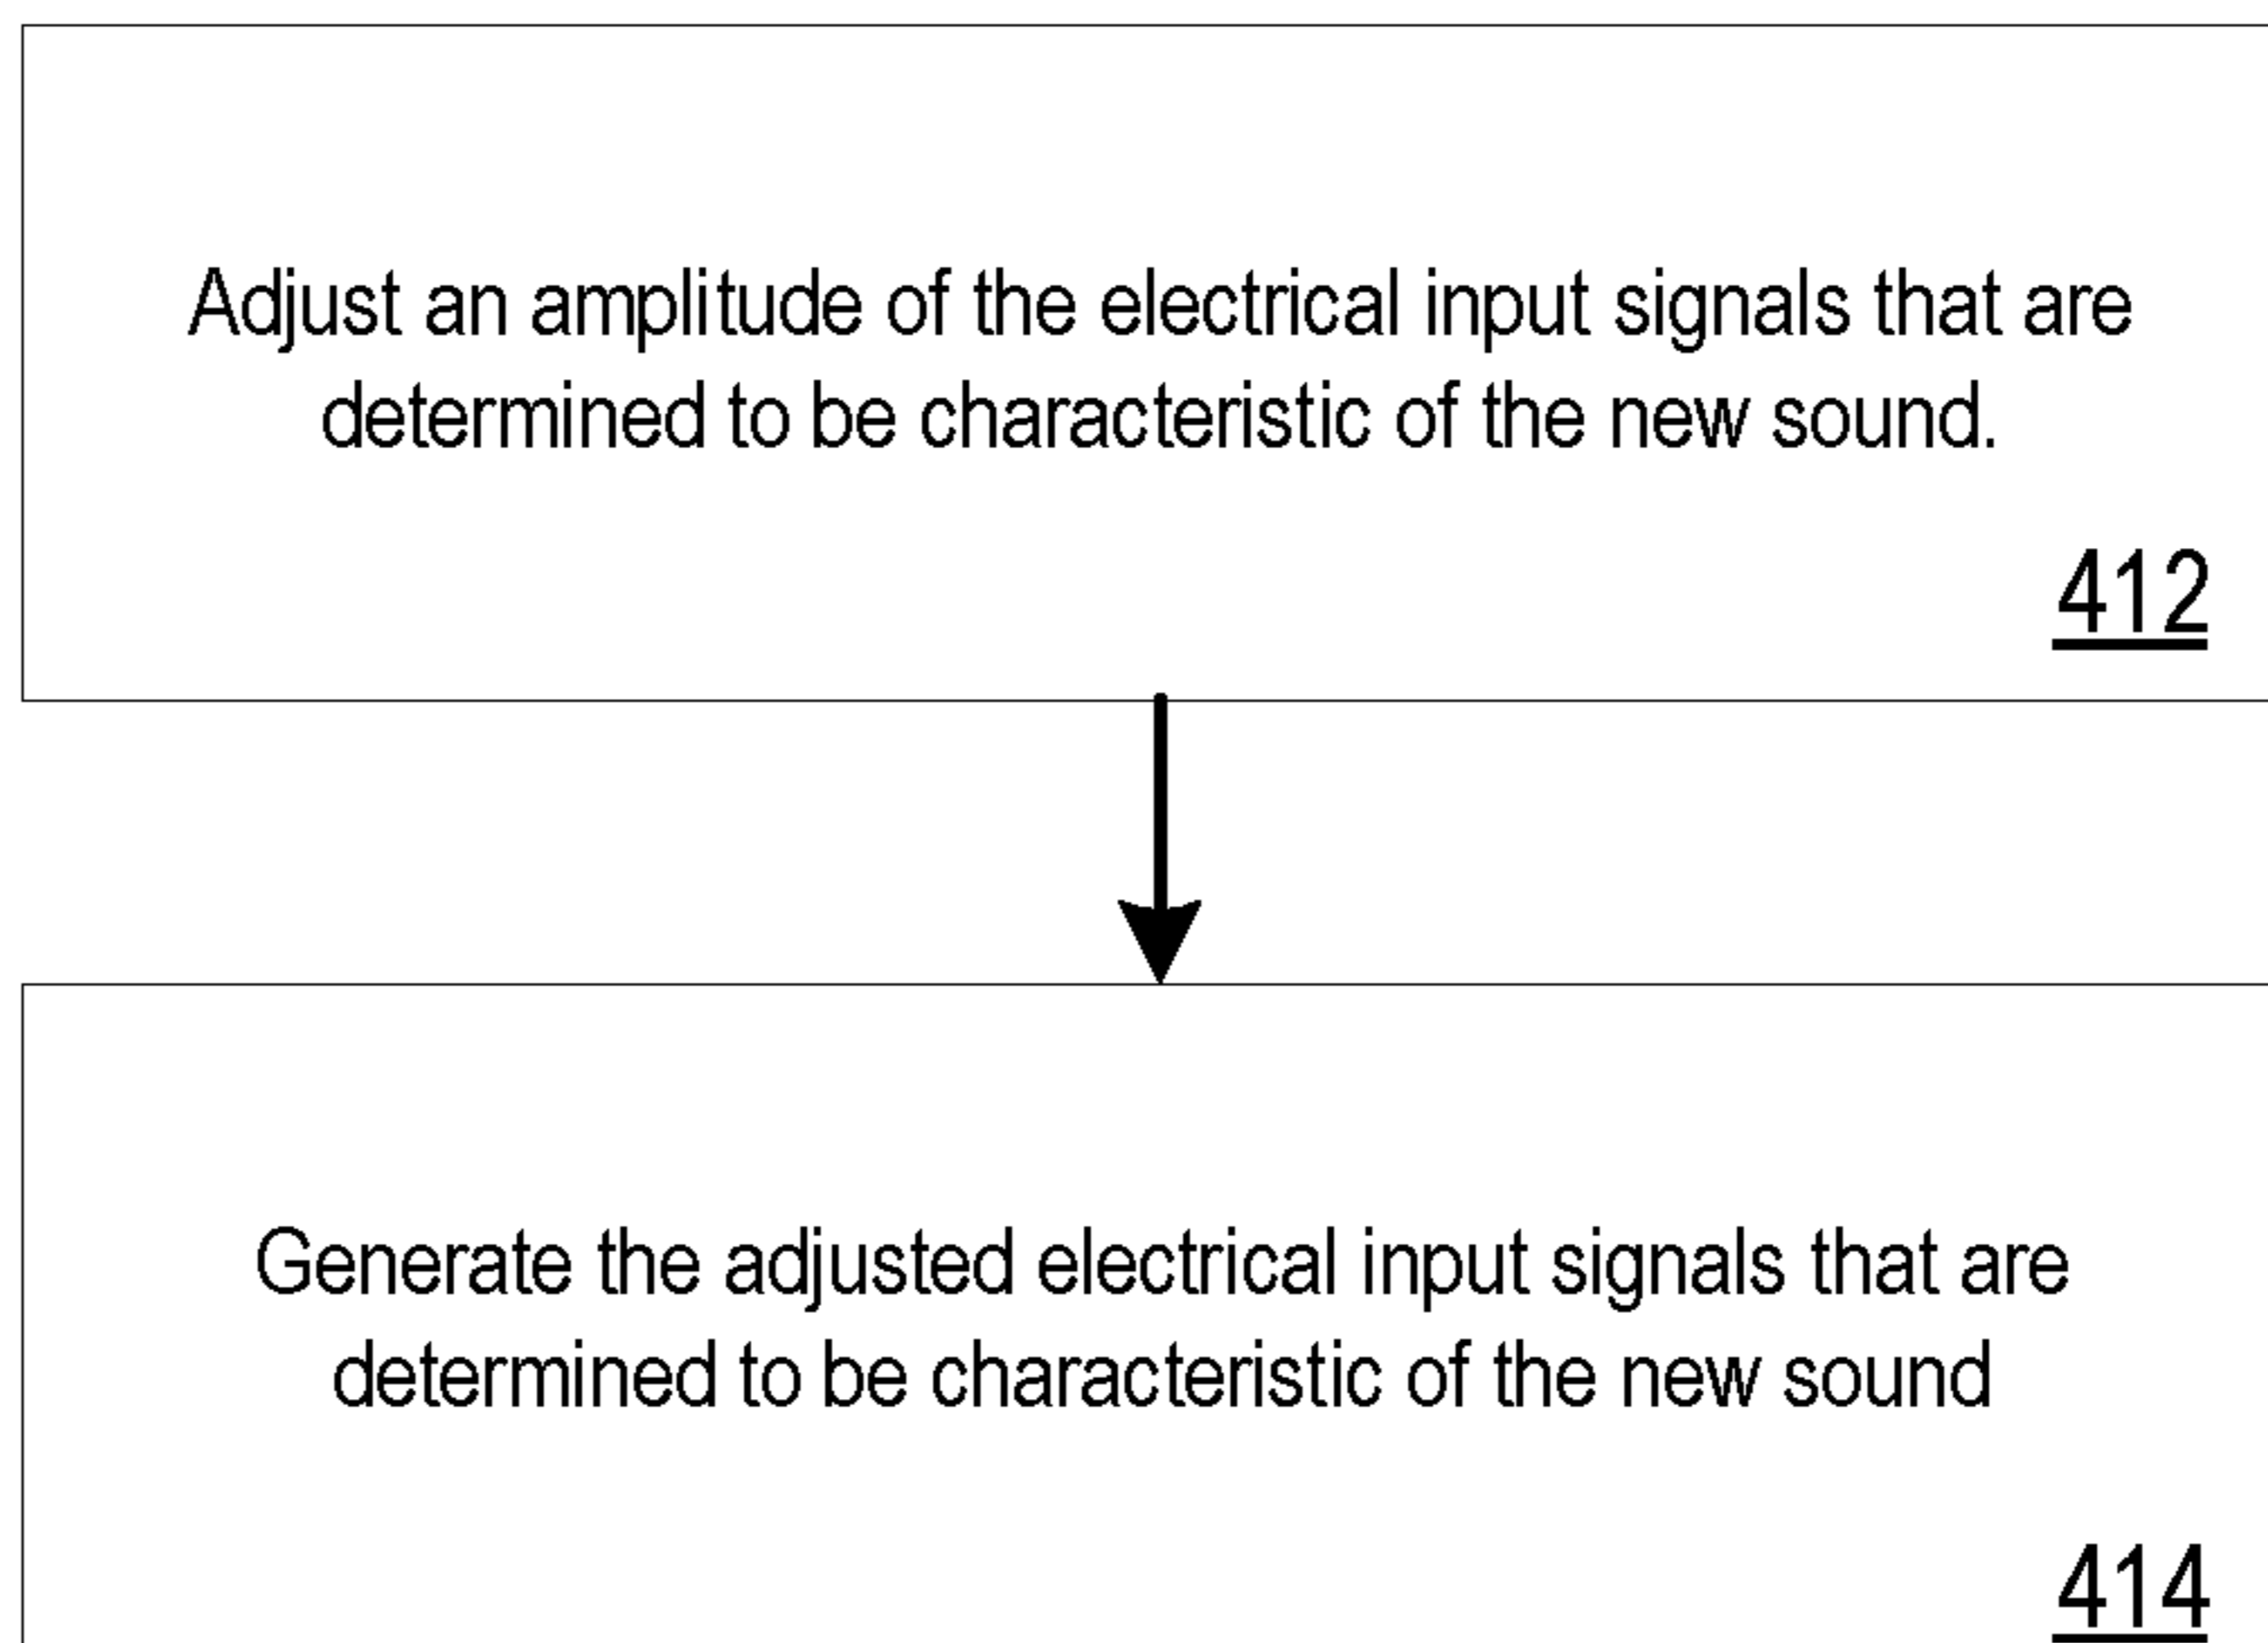 Adjust an amplitude of the electrical input signals that are
determined to be characteristic of the new sound.
412
Generate the adjusted electrical input signals that are
determined to be characteristic of the new sound
414